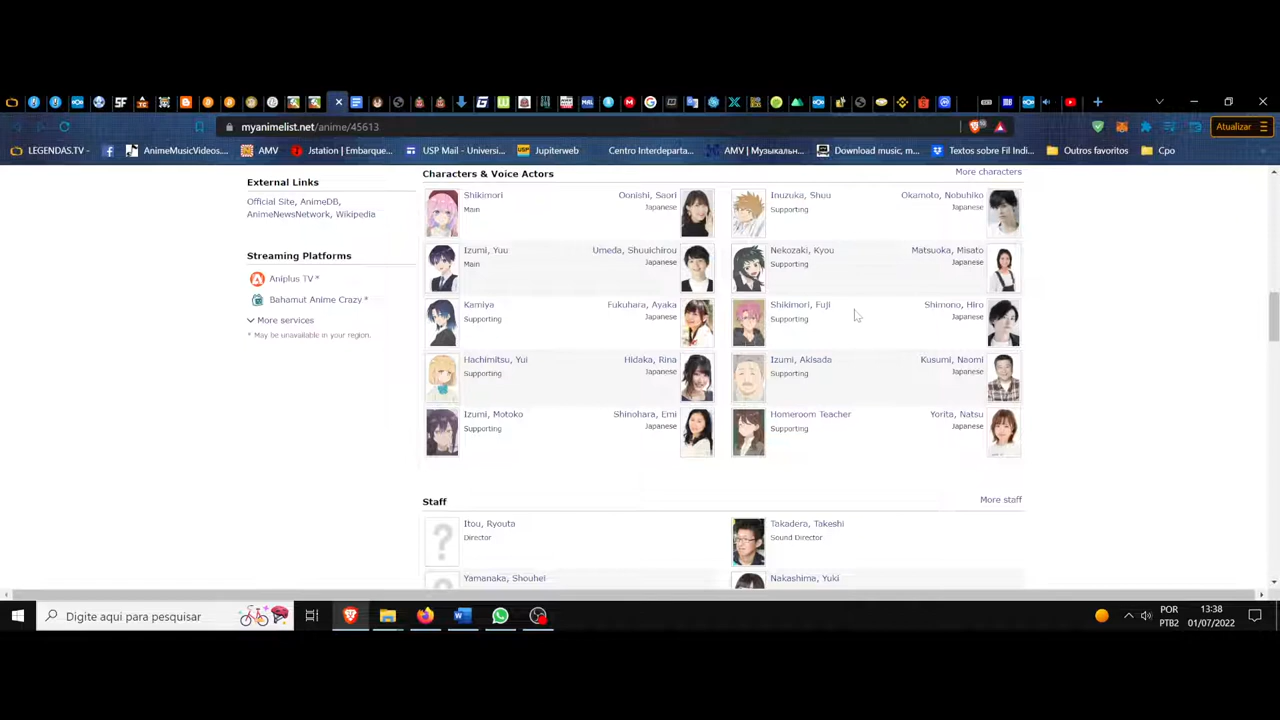 myanimelist.net/anime/45613
Atualizar
LEGENDAS.TV -
AnimeMusicVideos...
AMV
Jstation | Embarque...
USP Mail - Universi...
Jupiterweb
Centro Interdeparta...
AMV | Музыкальн...
Download music, m...
Textos sobre Fil Indi...
Outros favoritos
Cpo
External Links
Official Site, AnimeDB,
AnimeNewsNetwork, Wikipedia
Streaming Platforms
Aniplus TV *
Bahamut Anime Crazy *
More services
* May be unavailable in your region.
Characters & Voice Actors
More characters
Shikimori
Main
Oonishi, Saori
Japanese
Inuzuka, Shuu
Supporting
Okamoto, Nobuhiko
Japanese
Izumi, Yuu
Main
Umeda, Shuuichirou
Japanese
Nekozaki, Kyou
Supporting
Matsuoka, Misato
Japanese
Kamiya
Supporting
Fukuhara, Ayaka
Japanese
Shikimori, Fuji
Supporting
Shimono, Hiro
Japanese
Hachimitsu, Yui
Supporting
Hidaka, Rina
Japanese
Izumi, Akisada
Supporting
Kusumi, Naomi
Japanese
Izumi, Motoko
Supporting
Shinohara, Emi
Japanese
Homeroom Teacher
Supporting
Yorita, Natsu
Japanese
Staff
More staff
Itou, Ryouta
Director
Takadera, Takeshi
Sound Director
Yamanaka, Shouhei
Nakashima, Yuki
Digite aqui para pesquisar
POR
PTB2
13:38
01/07/2022